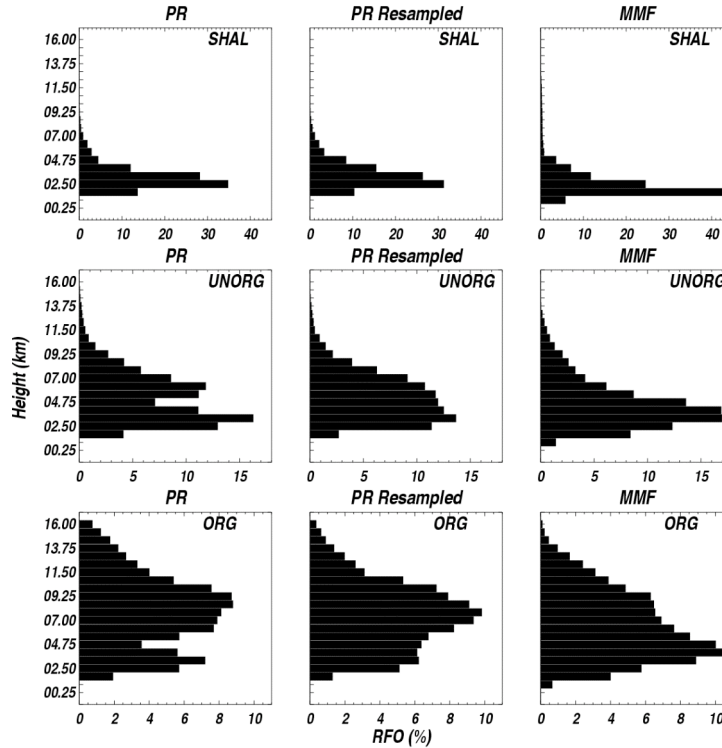 PR PR Resampled MMF
16.00 SHAL SHAL SHAL
13.75
11.50
09.25
07.00
04.75
02.50
00.25
0 10 20 30 40 0 10 20 30 40 0 10 20 30 40
PR PR Resampled MMF
16.00 UNORG UNORG UNORG
13.75
11.50
09.25
07.00
04.75
02.50
00.25
Height (km)
0 5 10 15 0 5 10 15 0 5 10 15
PR PR Resampled MMF
16.00 ORG ORG ORG
13.75
11.50
09.25
07.00
04.75
02.50
00.25
0 2 4 6 8 10 0 2 4 6 8 10 0 2 4 6 8 10
RFO (%)